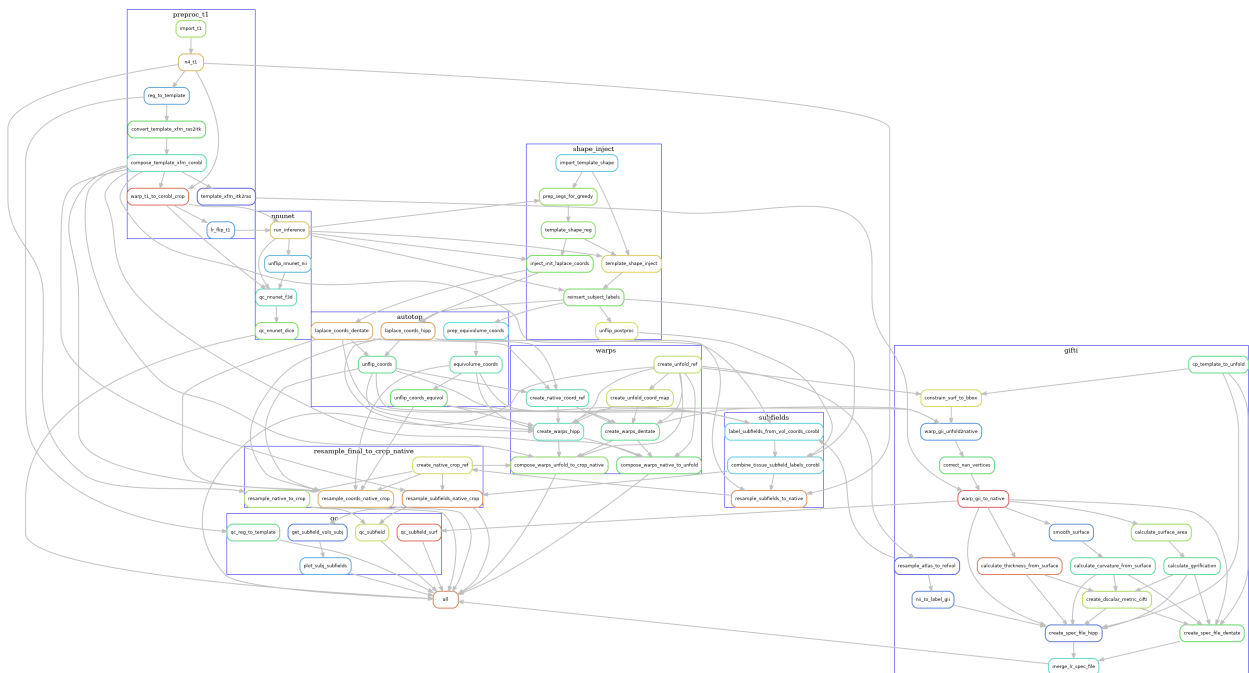 preproc_t1
import_t1
n4_t1
reg_to_template
convert_template_xfm_ras2itk
compose_template_xfm_corobl
warp_t1_to_corobl_crop
template_xfm_itk2ras
lr_flip_t1
nnunet
run_inference
unflip_nnunet_nii
qc_nnunet_f3d
qc_nnunet_dice
shape_inject
import_template_shape
prep_segs_for_greedy
template_shape_reg
inject_init_laplace_coords
template_shape_inject
reinsert_subject_labels
unflip_postproc
autotop
laplace_coords_dentate
laplace_coords_hipp
prep_equivolume_coords
unflip_coords
equivolume_coords
unflip_coords_equivol
warps
create_unfold_ref
create_native_coord_ref
create_unfold_coord_map
create_warps_hipp
create_warps_dentate
compose_warps_unfold_to_crop_native
compose_warps_native_to_unfold
subfields
label_subfields_from_vol_coords_corobl
combine_tissue_subfield_labels_corobl
resample_subfields_to_native
resample_final_to_crop_native
create_native_crop_ref
resample_native_to_crop
resample_coords_native_crop
resample_subfields_native_crop
qc
qc_reg_to_template
get_subfield_vols_subj
qc_subfield
qc_subfield_surf
plot_subj_subfields
all
gifti
cp_template_to_unfold
constrain_surf_to_bbox
warp_gii_unfold2native
correct_nan_vertices
warp_gii_to_native
smooth_surface
calculate_surface_area
resample_atlas_to_refvol
calculate_thickness_from_surface
calculate_curvature_from_surface
calculate_gyrification
nii_to_label_gii
create_dscalar_metric_cifti
create_spec_file_hipp
create_spec_file_dentate
merge_lr_spec_file